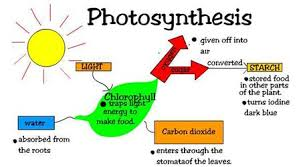 Photosynthesis
• given off into
air
converted
LIGHT
STARCH
• stored food
in other parts
of the plant.
• turns iodine
dark blue
Chlorophyll
• traps light
energy to
make food.
water
• absorbed from
the roots
Carbon dioxide
• enters through the
stomataof the leaves.